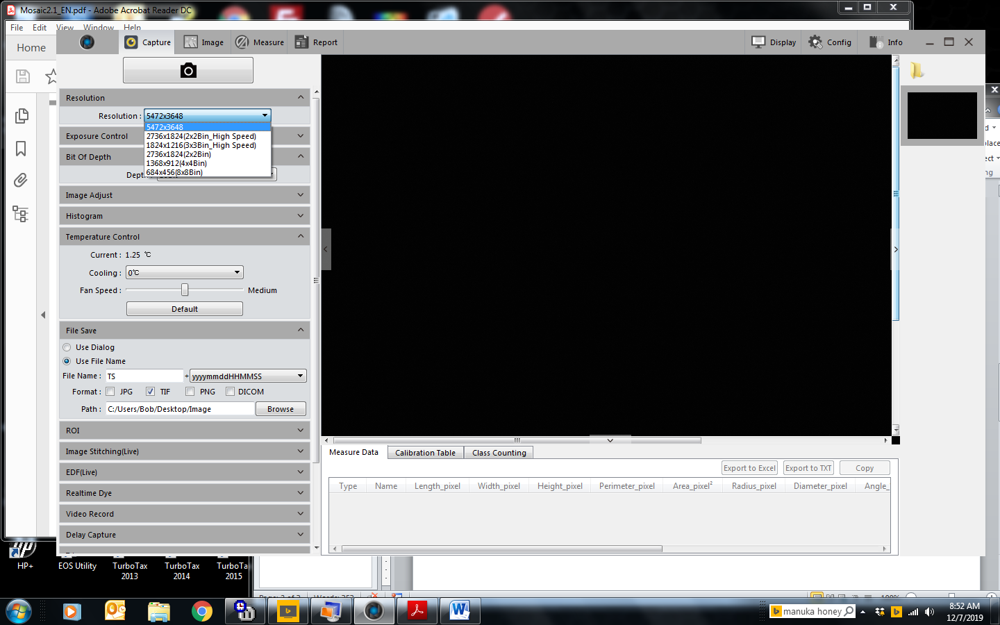 Mosaic2.1_EN.pdf - Adobe Acrobat Reader DC
File Edit View Window Help
Home
Capture Image Measure Report Display Config Info
Resolution
Resolution : 5472x3648
5472x3648
2736x1824(2x2Bin_High Speed)
1824x1216(3x3Bin_High Speed)
2736x1824(2x2Bin)
1368x912(4x4Bin)
684x456(8x8Bin)
Exposure Control
Bit Of Depth
Image Adjust
Histogram
Temperature Control
Current : 1.25 ℃
Cooling : 0℃
Fan Speed : Medium
Default
File Save
Use Dialog
Use File Name
File Name : TS + yyyymmddHHMMSS
Format : JPG TIF PNG DICOM
Path : C:/Users/Bob/Desktop/Image Browse
ROI
Image Stitching(Live)
EDF(Live)
Realtime Dye
Video Record
Delay Capture
Measure Data Calibration Table Class Counting
Export to Excel Export to TXT Copy
Type Name Length_pixel Width_pixel Height_pixel Perimeter_pixel Area_pixel² Radius_pixel Diameter_pixel Angle_
HP+
EOS Utility
TurboTax 2013
TurboTax 2014
TurboTax 2015
manuka honey
8:52 AM
12/7/2019